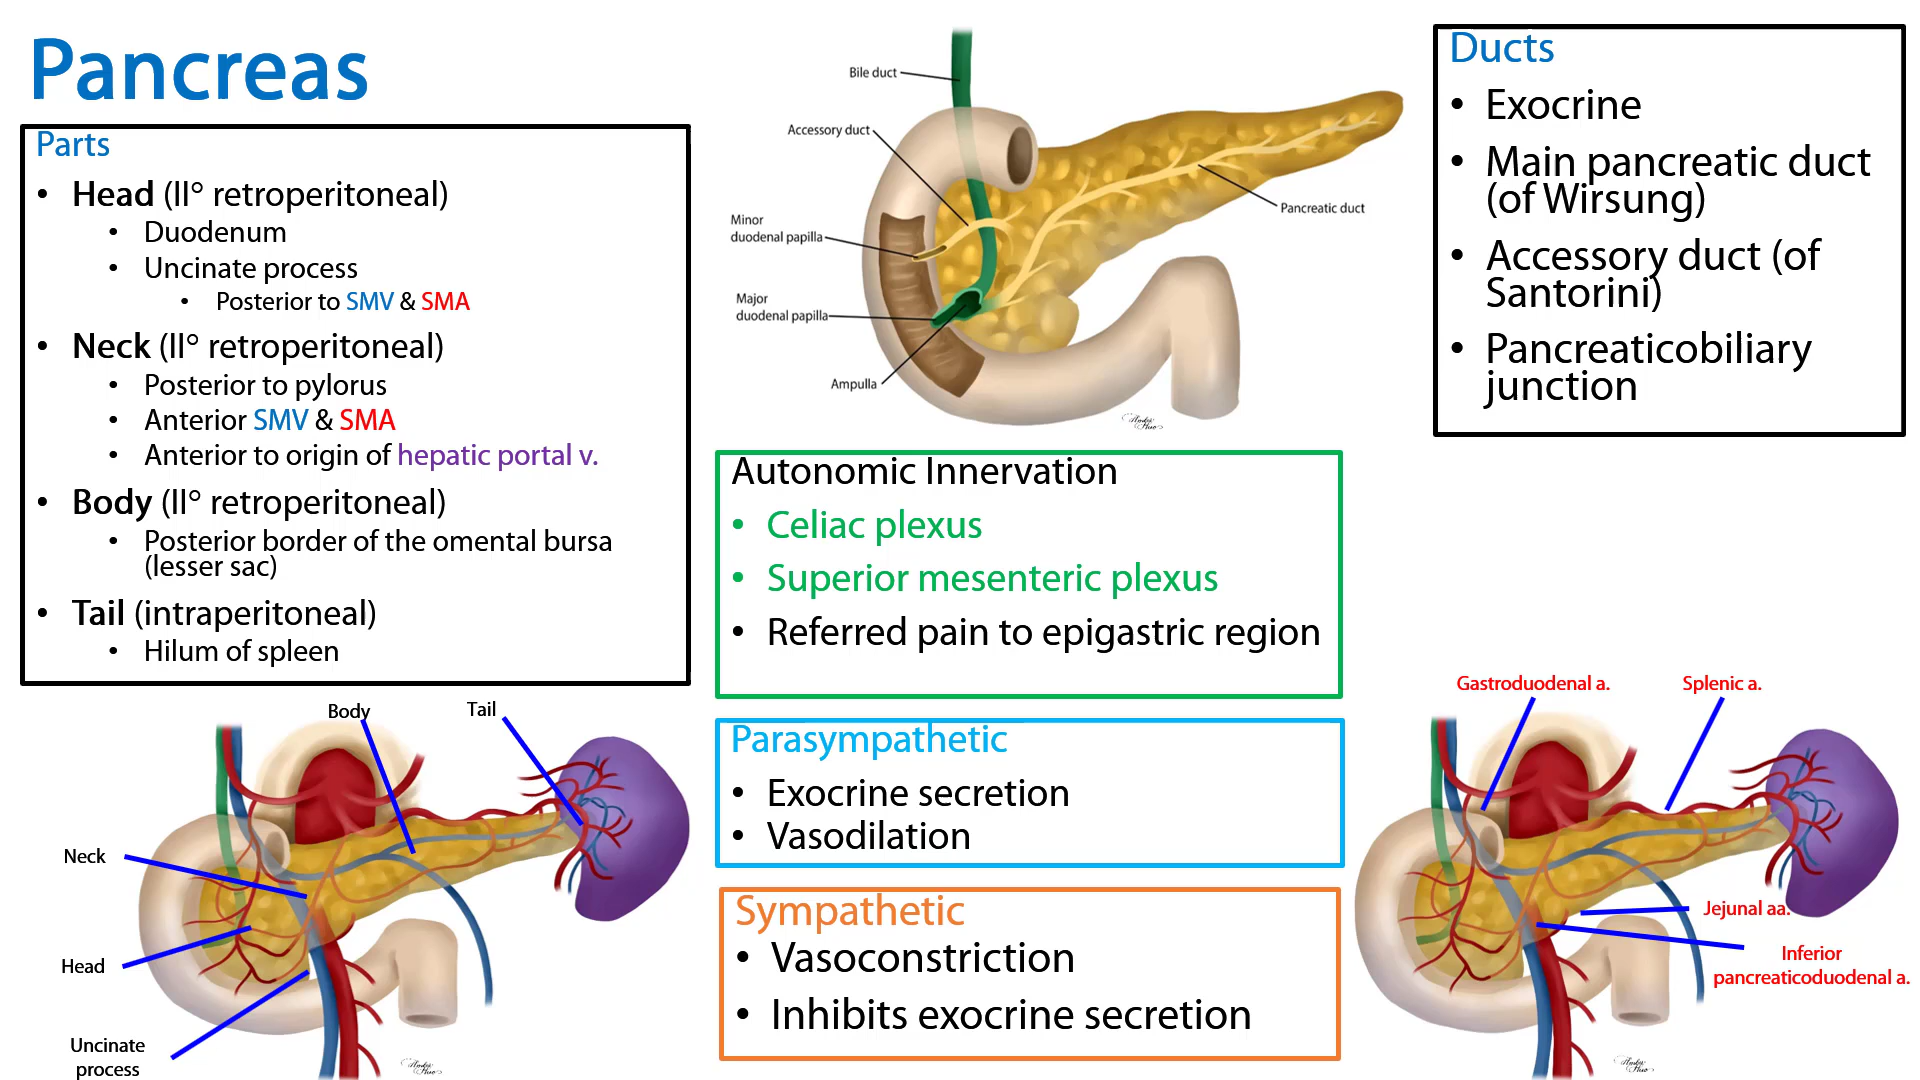 Pancreas
Parts
• Head (II° retroperitoneal)
• Duodenum
• Uncinate process
• Posterior to SMV & SMA
• Neck (II° retroperitoneal)
• Posterior to pylorus
• Anterior SMV & SMA
• Anterior to origin of hepatic portal v.
• Body (II° retroperitoneal)
• Posterior border of the omental bursa
(lesser sac)
• Tail (intraperitoneal)
• Hilum of spleen
Body
Tail
Neck
Head
Uncinate
process
Bile duct
Accessory duct
Minor
duodenal papilla
Major
duodenal papilla
Ampulla
Pancreatic duct
Autonomic Innervation
• Celiac plexus
• Superior mesenteric plexus
• Referred pain to epigastric region
Parasympathetic
• Exocrine secretion
• Vasodilation
Sympathetic
• Vasoconstriction
• Inhibits exocrine secretion
Ducts
• Exocrine
• Main pancreatic duct
(of Wirsung)
• Accessory duct (of
Santorini)
• Pancreaticobiliary
junction
Gastroduodenal a.
Splenic a.
Jejunal aa.
Inferior
pancreaticoduodenal a.